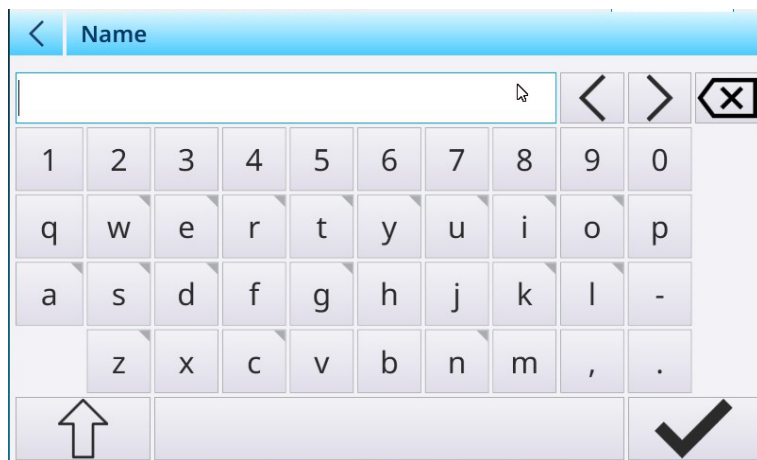 Name
1 2 3 4 5 6 7 8 9 0
q w e r t y u i o p
a s d f g h j k l -
z x c v b n m , .